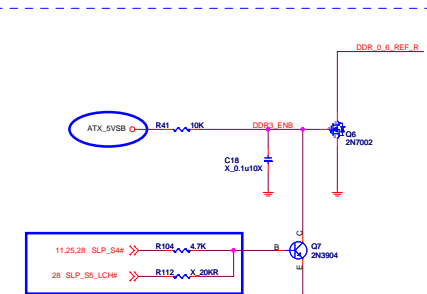 DDR_0_6_REF_R
ATX_5VSB
R41
10K
DDR3_ENB
Q6
2N7002
C18
X_0.1u10X
C
Q7
2N3904
B
E
11,25,28 SLP_S4#
R104
4.7K
28 SLP_S5_LCH#
R112
X_20KR